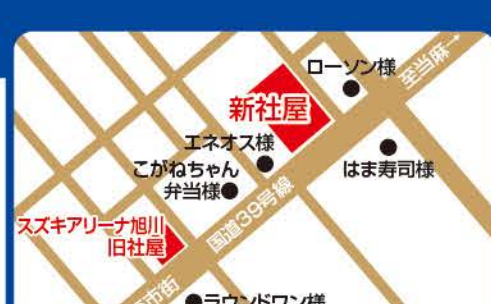 ローソン様
至当麻→
新社屋
エネオス様
こがねちゃん
弁当様
はま寿司様
国道39号線
スズキアリーナ旭川
旧社屋
市街
ラウンドワン様